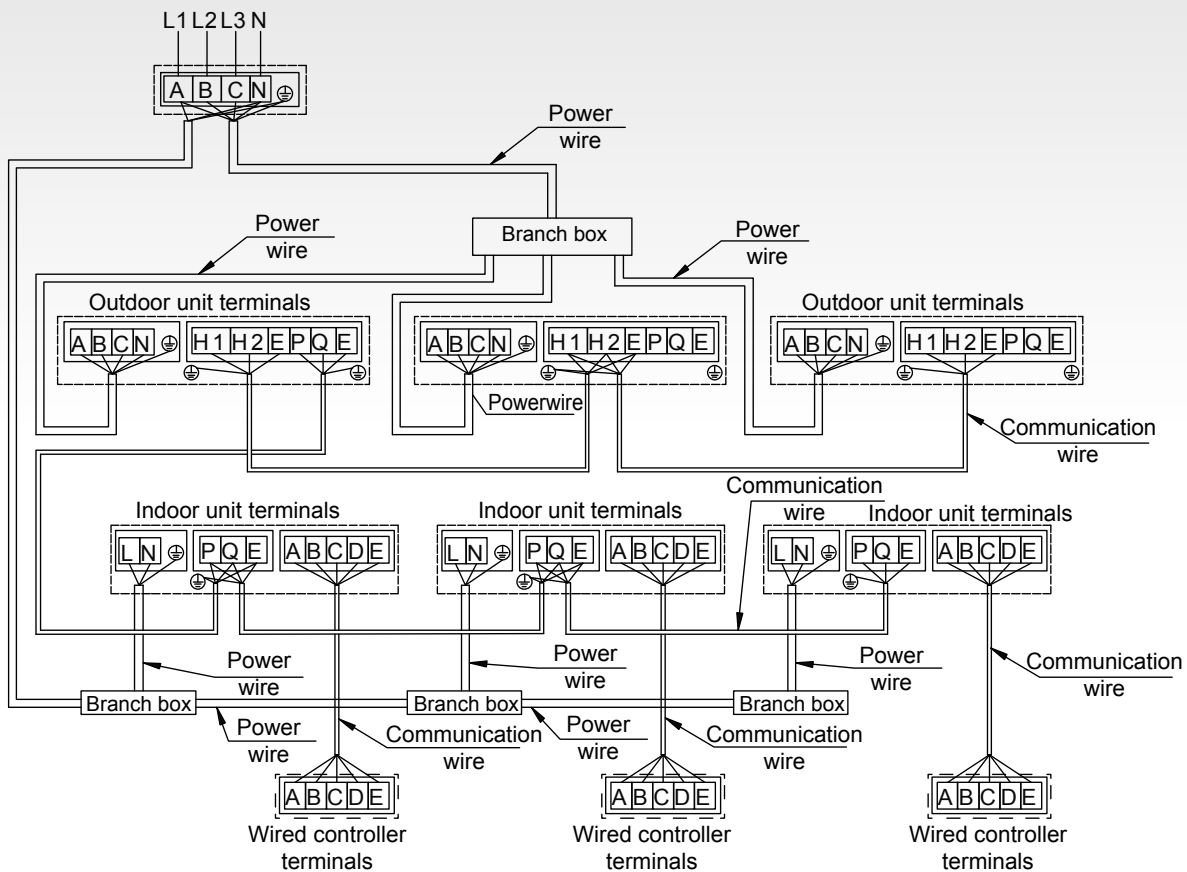 L1 L2 L3 N
A B C N
Power
wire
Branch box
Power
wire
Power
wire
Outdoor unit terminals
Outdoor unit terminals
A B C N
H1 H2 E P Q E
A B C N
H1 H2 E P Q E
A B C N
H1 H2 E P Q E
Powerwire
Communication
wire
Communication
wire
Indoor unit terminals
Indoor unit terminals
Indoor unit terminals
L N
P Q E
A B C D E
L N
P Q E
A B C D E
L N
P Q E
A B C D E
Power
wire
Power
wire
Power
wire
Communication
wire
Branch box
Branch box
Branch box
Power
wire
Communication
wire
Power
wire
Communication
wire
A B C D E
A B C D E
A B C D E
Wired controller
terminals
Wired controller
terminals
Wired controller
terminals